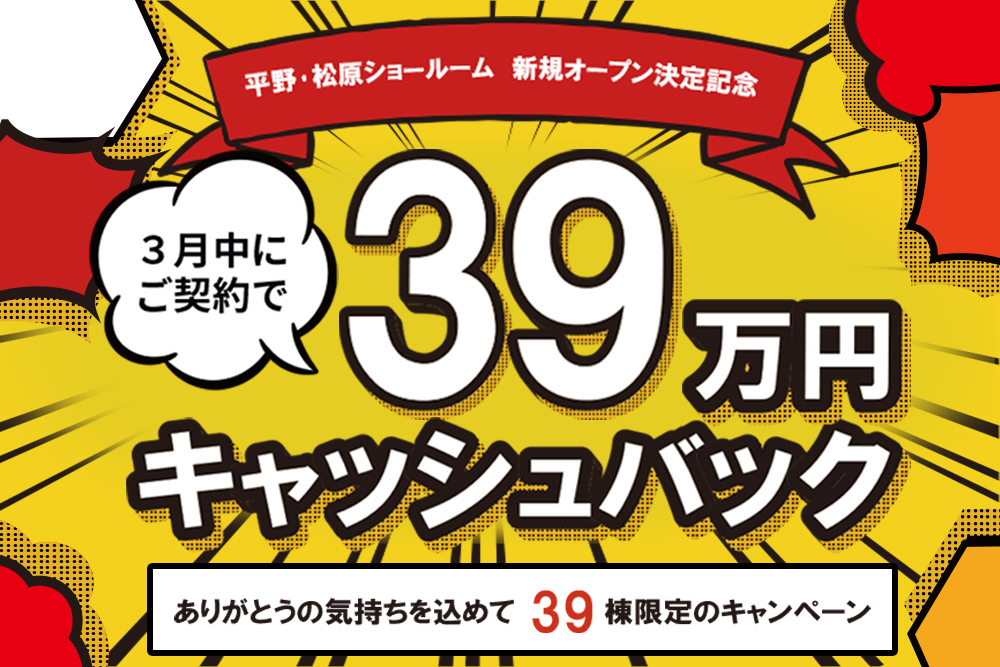 平野・松原ショールーム　新規オープン決定記念
３月中に
ご契約で
39万円
キャッシュバック
ありがとうの気持ちを込めて 39 棟限定のキャンペーン